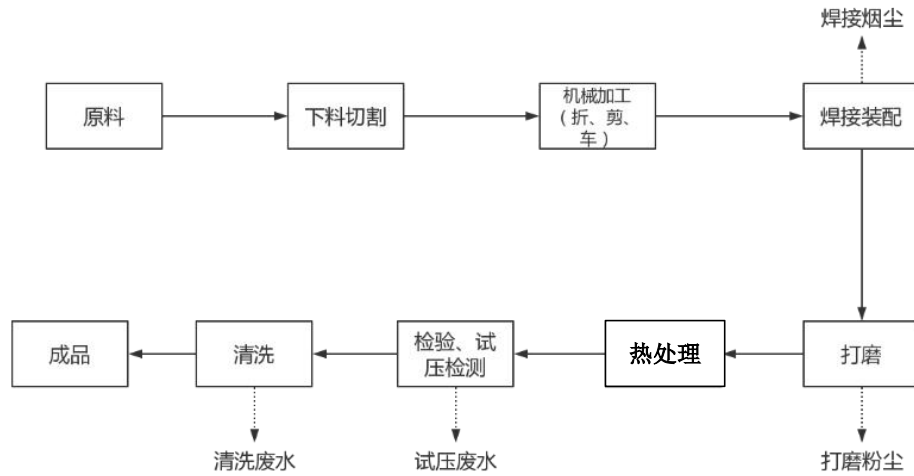 焊接烟尘
原料
下料切割
机械加工
（折、剪、
车）
焊接装配
成品
清洗
检验、试
压检测
热处理
打磨
清洗废水
试压废水
打磨粉尘